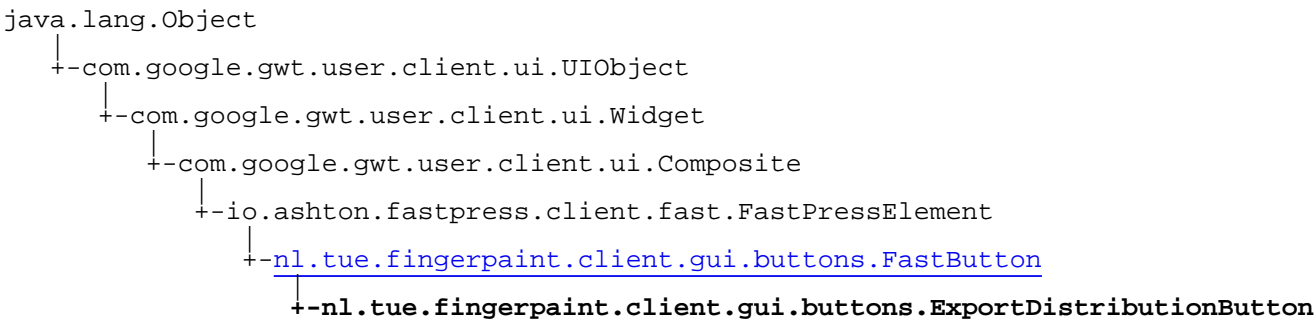 java.lang.Object
+-com.google.gwt.user.client.ui.UIObject
+-com.google.gwt.user.client.ui.Widget
+-com.google.gwt.user.client.ui.Composite
+-io.ashton.fastpress.client.fast.FastPressElement
+-nl.tue.fingerpaint.client.gui.buttons.FastButton
+-nl.tue.fingerpaint.client.gui.buttons.ExportDistributionButton